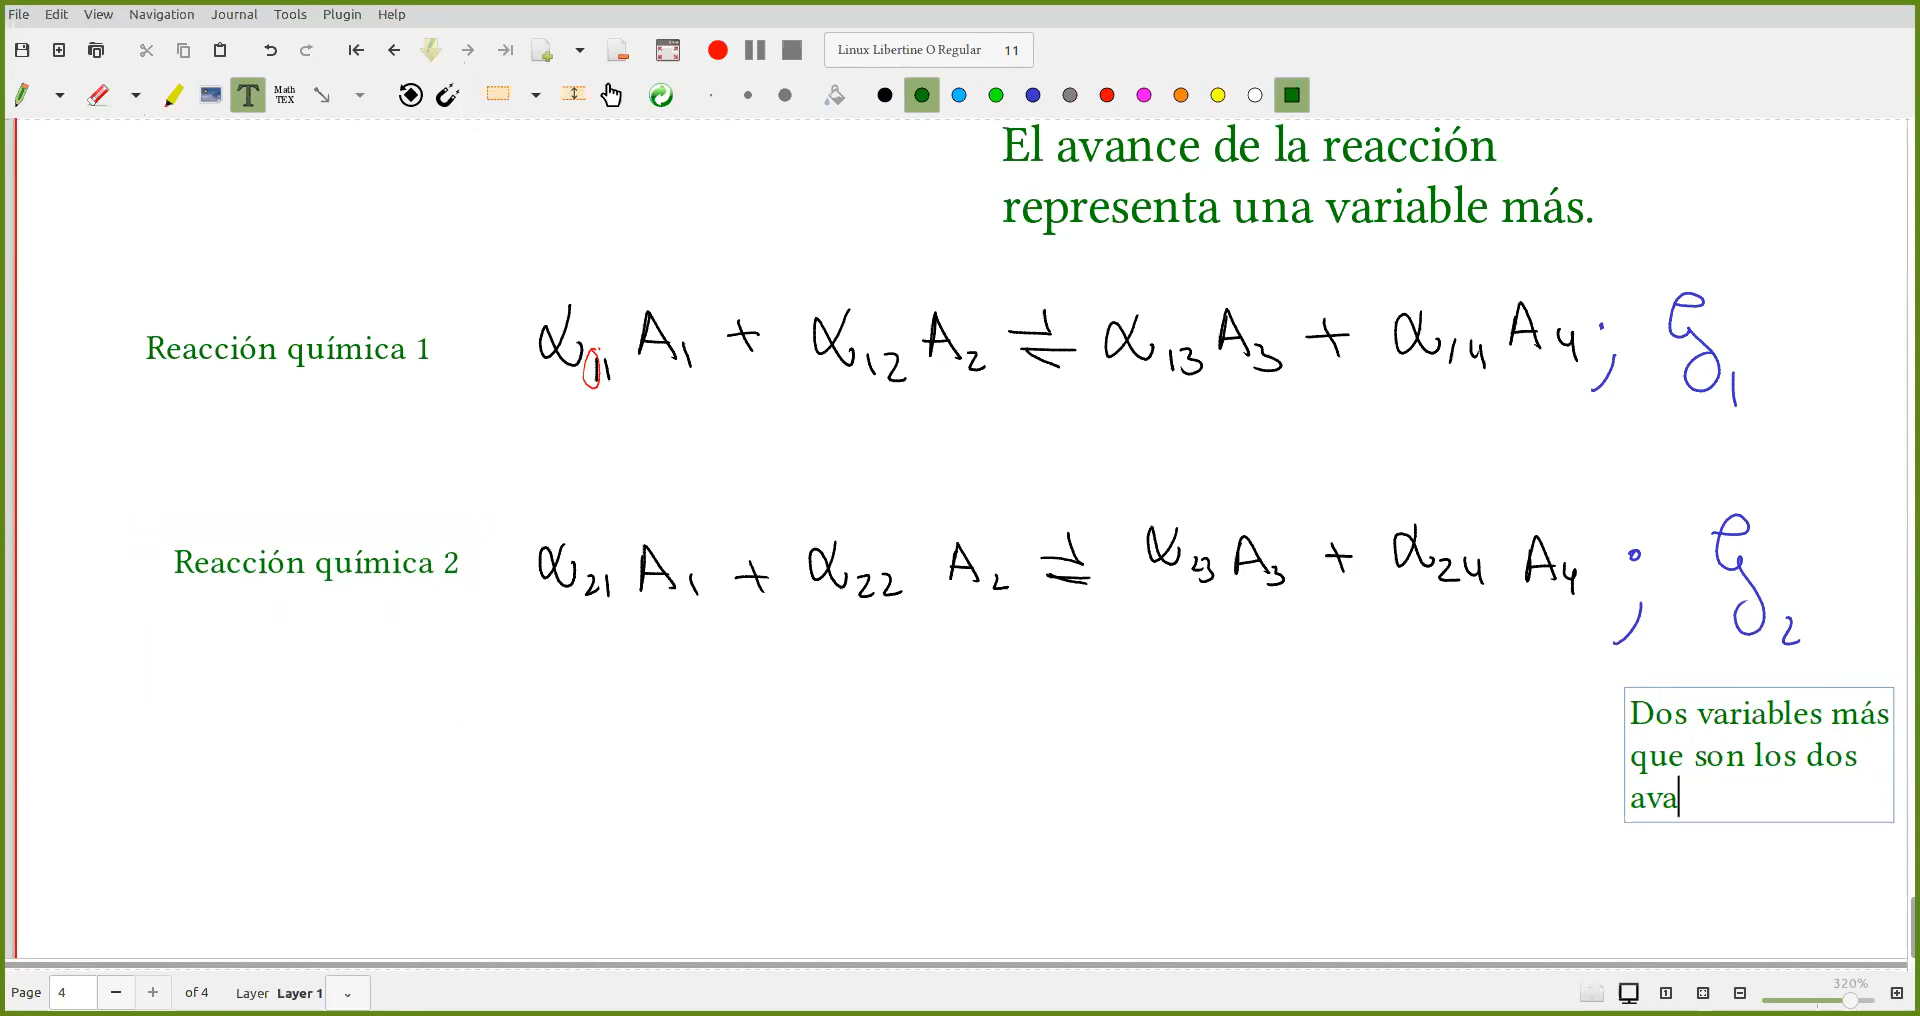 File Edit View Navigation Journal Tools Plugin Help
Linux Libertine O Regular 11
T Math TEX
El avance de la reacción
representa una variable más.
Reacción química 1 α₁₁ A₁ + α₁₂ A₂ ⇌ α₁₃ A₃ + α₁₄ A₄ ; ξ₁
Reacción química 2 α₂₁ A₁ + α₂₂ A₂ ⇌ α₂₃ A₃ + α₂₄ A₄ ; ξ₂
Dos variables más
que son los dos
ava
320%
Page 4 of 4 Layer Layer 1